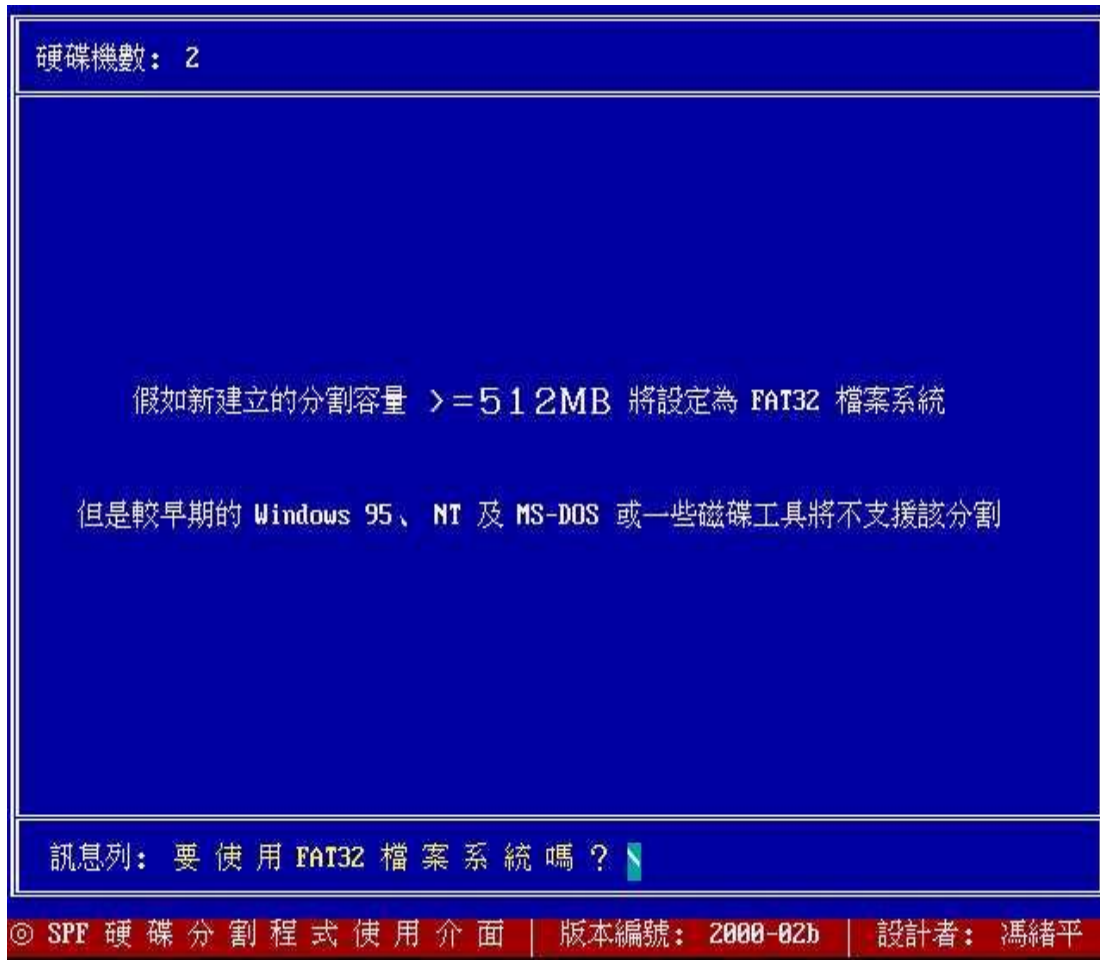 硬碟機數： 2
假如新建立的分割容量 >=512MB 將設定為 FAT32 檔案系統
但是較早期的 Windows 95、 NT 及 MS-DOS 或一些磁碟工具將不支援該分割
訊息列： 要 使 用 FAT32 檔 案 系 統 嗎 ?
◎ SPF 硬 碟 分 割 程 式 使 用 介 面 │ 版本編號： 2000-02b │ 設計者： 馮緒平